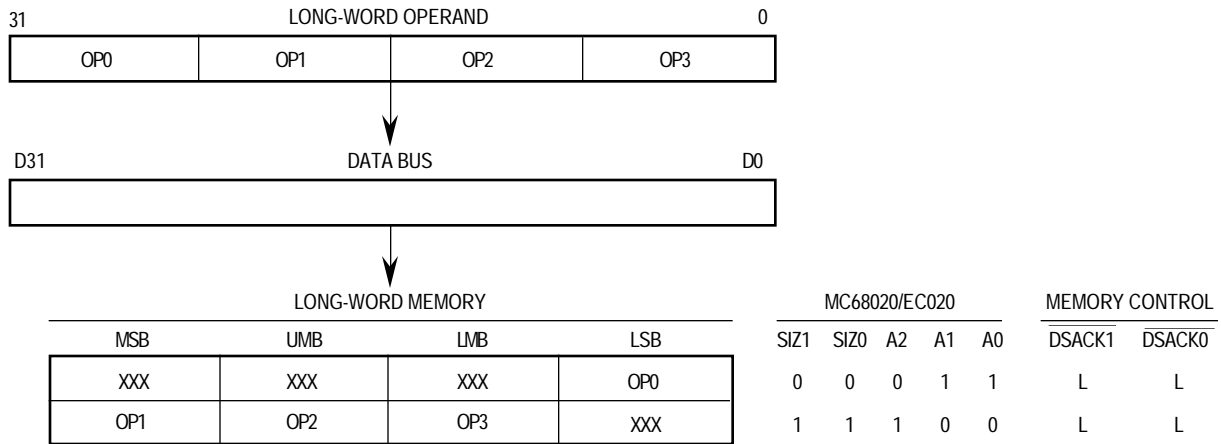 31 LONG-WORD OPERAND 0
OP0 OP1 OP2 OP3
D31 DATA BUS D0
LONG-WORD MEMORY MC68020/EC020 MEMORY CONTROL
MSB UMB LMB LSB SIZ1 SIZ0 A2 A1 A0 DSACK1 DSACK0
XXX XXX XXX OP0 0 0 0 1 1 L L
OP1 OP2 OP3 XXX 1 1 1 0 0 L L